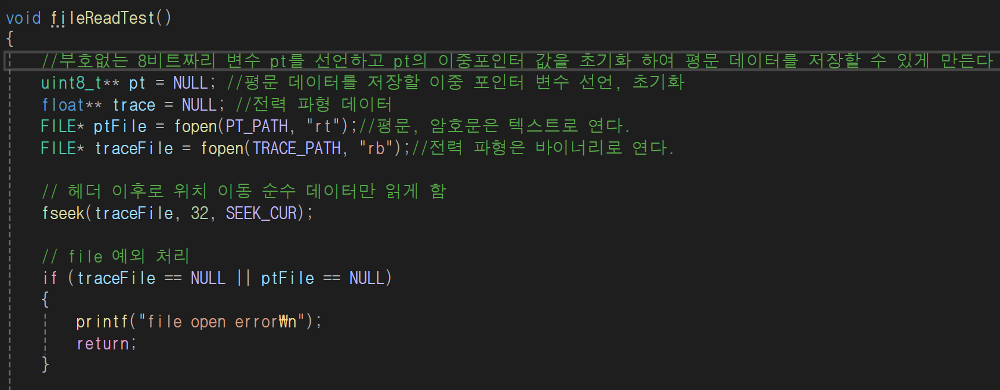 void fileReadTest()
{
//부호없는 8비트짜리 변수 pt를 선언하고 pt의 이중포인터 값을 초기화 하여 평문 데이터를 저장할 수 있게 만든다
uint8_t** pt = NULL; //평문 데이터를 저장할 이중 포인터 변수 선언, 초기화
float** trace = NULL; //전력 파형 데이터
FILE* ptFile = fopen(PT_PATH, "rt");//평문, 암호문은 텍스트로 연다.
FILE* traceFile = fopen(TRACE_PATH, "rb");//전력 파형은 바이너리로 연다.
// 헤더 이후로 위치 이동 순수 데이터만 읽게 함
fseek(traceFile, 32, SEEK_CUR);
// file 예외 처리
if (traceFile == NULL || ptFile == NULL)
{
printf("file open error₩n");
return;
}